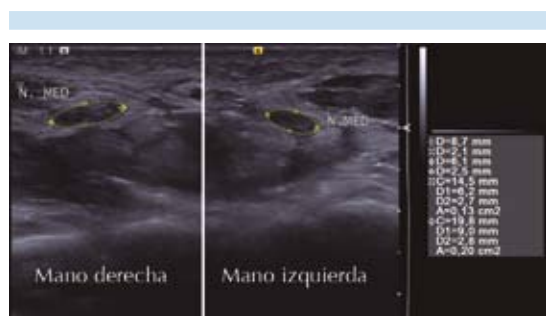 N. MED
N.MED
Mano derecha
Mano izquierda
D=8,7 mm
D=2,1 mm
D=6,1 mm
D=2,5 mm
C=14,5 mm
D1=6,2 mm
D2=2,7 mm
A=0,13 cm2
C=19,8 mm
D1=9,0 mm
D2=2,8 mm
A=0,20 cm2